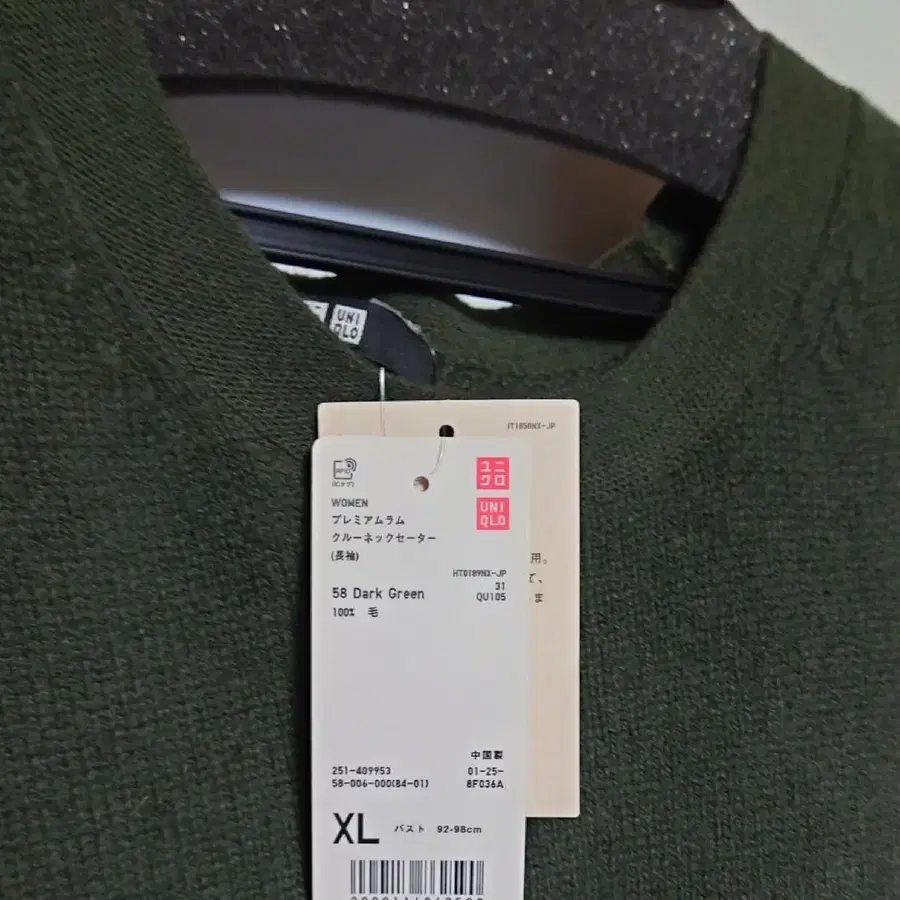 UNI
QLO
IT1850NX-JP
(ICタグ)
ユニ
クロ
WOMEN
プレミアムラム
クルーネックセーター
(長袖)
UNI
QLO
用。
て、
ま
HT0189NX-JP
31
58 Dark Green
QU105
100% 毛
中国製
251-409953
01-25-
58-006-000(84-01)
8F036A
XL バスト 92-98cm